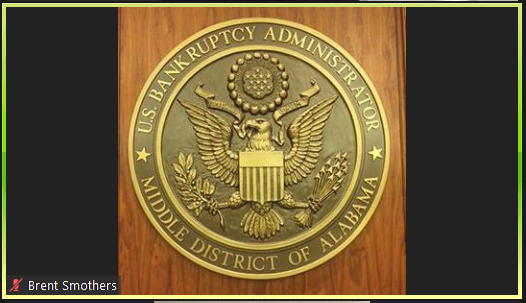 U.S. BANKRUPTCY ADMINISTRATOR
MIDDLE DISTRICT OF ALABAMA
Brent Smothers